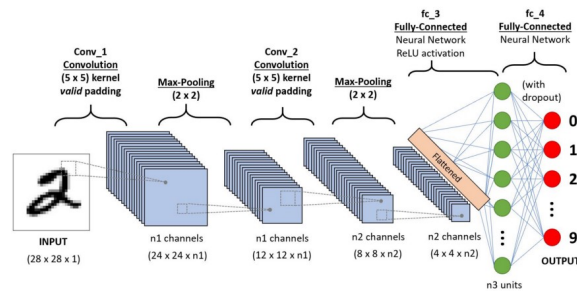 Conv_1
Convolution
(5 x 5) kernel
valid padding
Max-Pooling
(2 x 2)
Conv_2
Convolution
(5 x 5) kernel
valid padding
Max-Pooling
(2 x 2)
fc_3
Fully-Connected
Neural Network
ReLU activation
fc_4
Fully-Connected
Neural Network
(with
dropout)
2
Flattened
0
1
2
9
INPUT
(28 x 28 x 1)
n1 channels
(24 x 24 x n1)
n1 channels
(12 x 12 x n1)
n2 channels
(8 x 8 x n2)
n2 channels
(4 x 4 x n2)
n3 units
OUTPUT